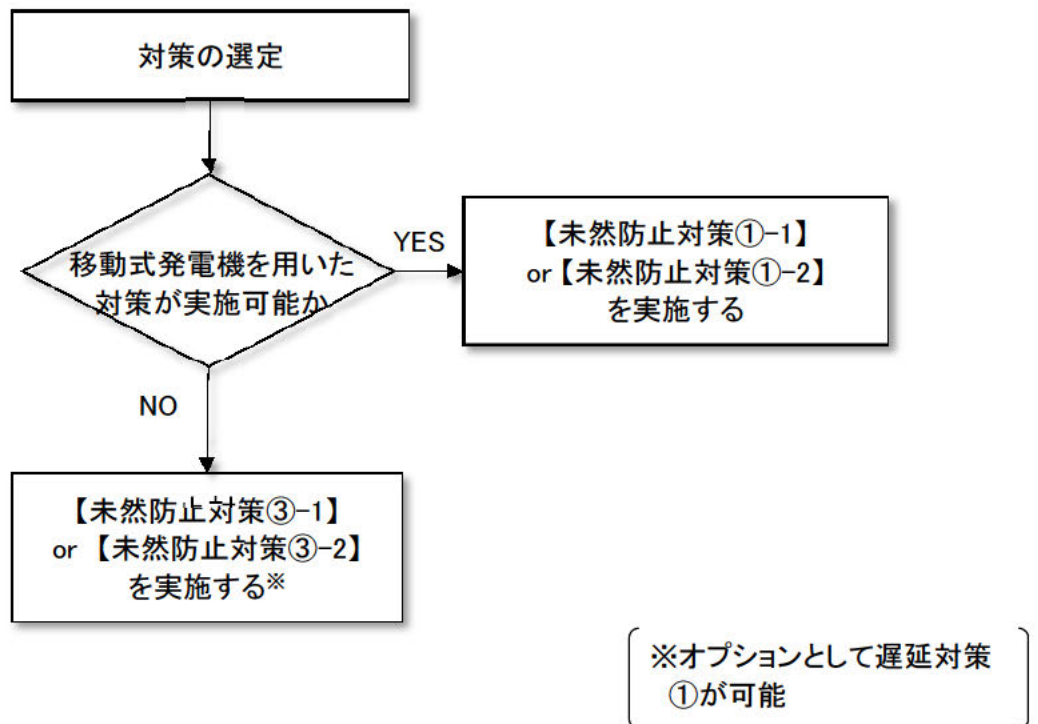 対策の選定
移動式発電機を用いた
対策が実施可能か
YES
【未然防止対策①-1】
or【未然防止対策①-2】
を実施する
NO
【未然防止対策③-1】
or 【未然防止対策③-2】
を実施する※
※オプションとして遅延対策
①が可能